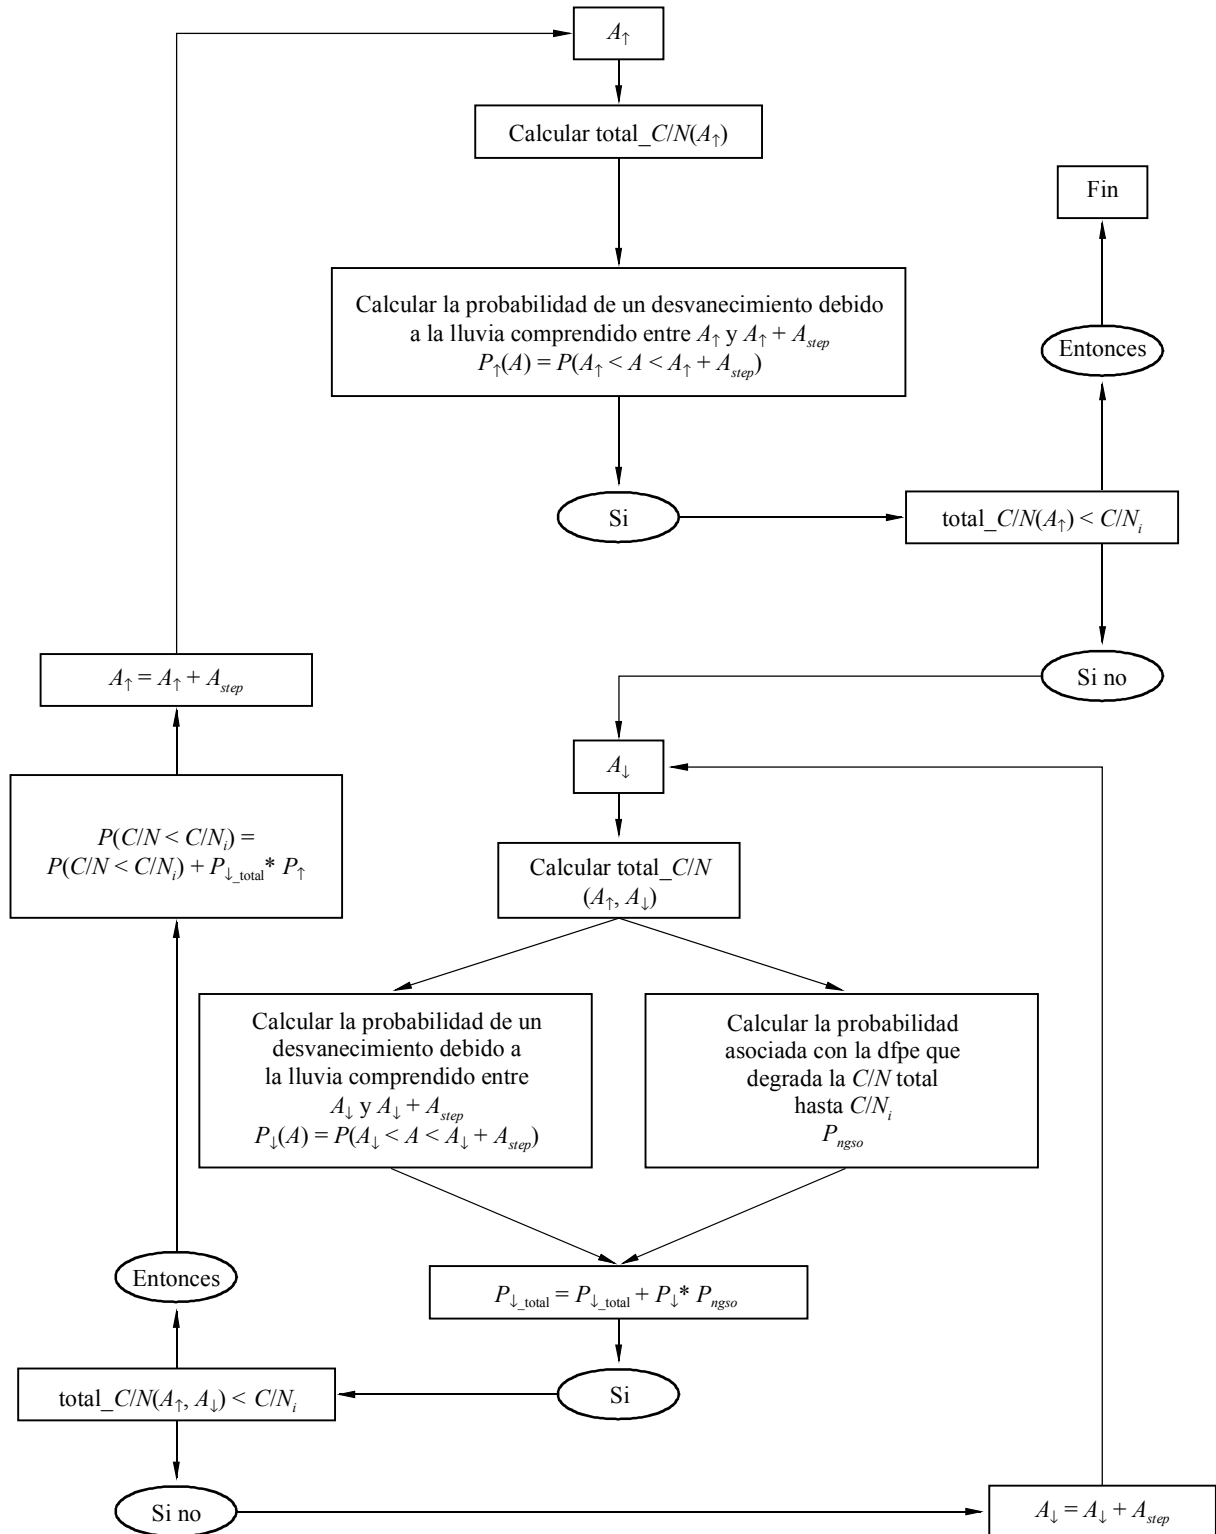 A↑
Calcular total_C/N(A↑)
Fin
Calcular la probabilidad de un desvanecimiento debido
a la lluvia comprendido entre A↑ y A↑ + Astep
P↑(A) = P(A↑ < A < A↑ + Astep)
Entonces
Si
total_C/N(A↑) < C/Ni
Si no
A↑ = A↑ + Astep
A↓
P(C/N < C/Ni) =
P(C/N < C/Ni) + P↓_total* P↑
Calcular total_C/N
(A↑, A↓)
Calcular la probabilidad de un
desvanecimiento debido a
la lluvia comprendido entre
A↓ y A↓ + Astep
P↓(A) = P(A↓ < A < A↓ + Astep)
Calcular la probabilidad
asociada con la dfpe que
degrada la C/N total
hasta C/Ni
Pngso
Entonces
P↓_total = P↓_total + P↓* Pngso
total_C/N(A↑, A↓) < C/Ni
Si
Si no
A↓ = A↓ + Astep